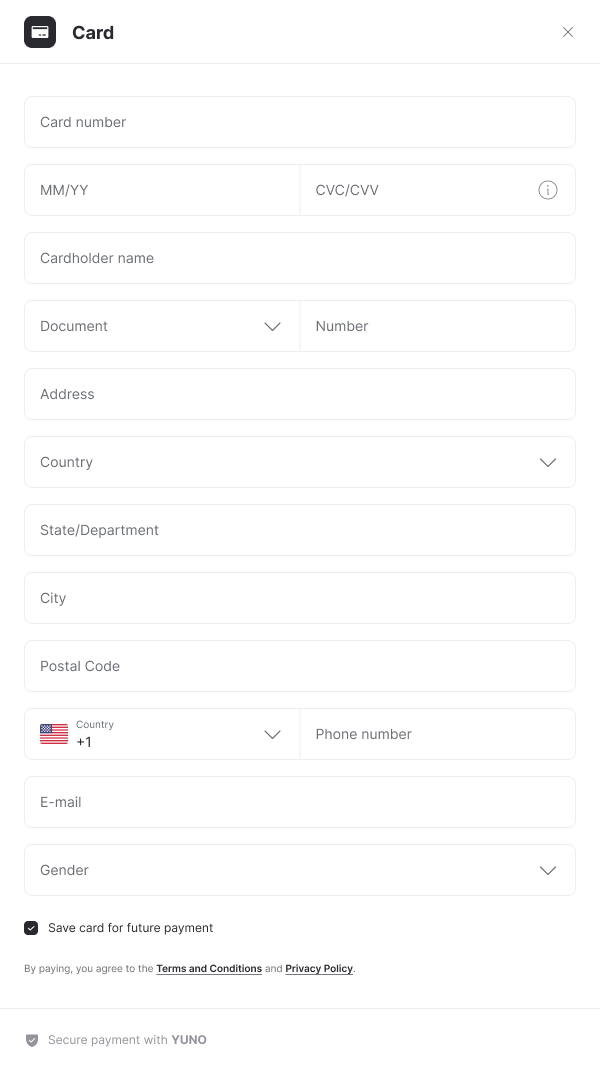 Card
Card number
MM/YY
CVC/CVV
Cardholder name
Document
Number
Address
Country
State/Department
City
Postal Code
Country
+1
Phone number
E-mail
Gender
Save card for future payment
By paying, you agree to the Terms and Conditions and Privacy Policy.
Secure payment with YUNO